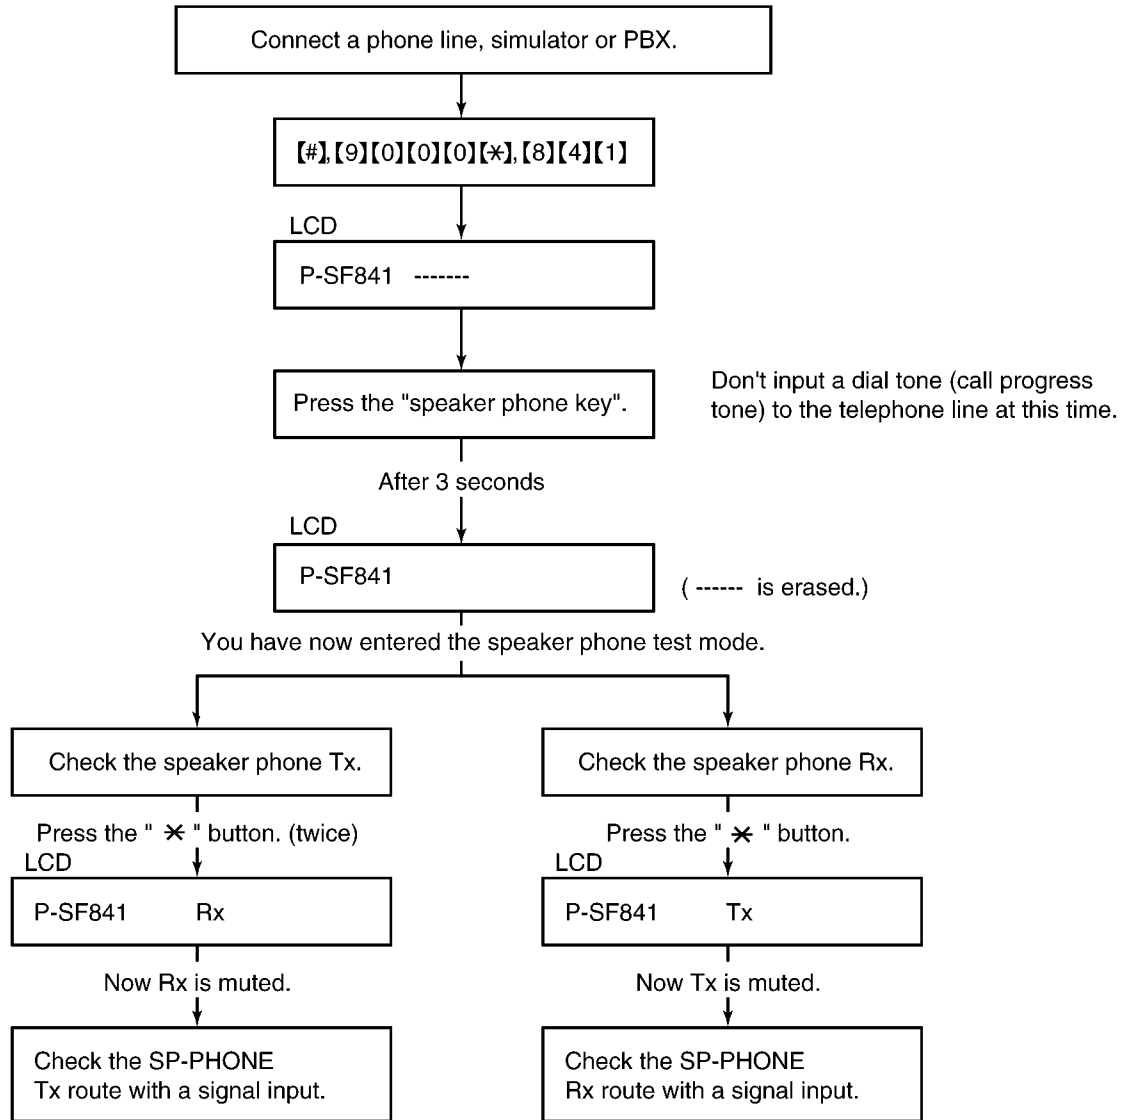 Connect a phone line, simulator or PBX.
【#】,【9】【0】【0】【0】【✳】,【8】【4】【1】
LCD
P-SF841 -------
Press the "speaker phone key".
Don't input a dial tone (call progress
tone) to the telephone line at this time.
After 3 seconds
LCD
P-SF841
( ------ is erased.)
You have now entered the speaker phone test mode.
Check the speaker phone Tx.
Press the " ✳ " button. (twice)
LCD
P-SF841 Rx
Now Rx is muted.
Check the SP-PHONE
Tx route with a signal input.
Check the speaker phone Rx.
Press the " ✳ " button.
LCD
P-SF841 Tx
Now Tx is muted.
Check the SP-PHONE
Rx route with a signal input.